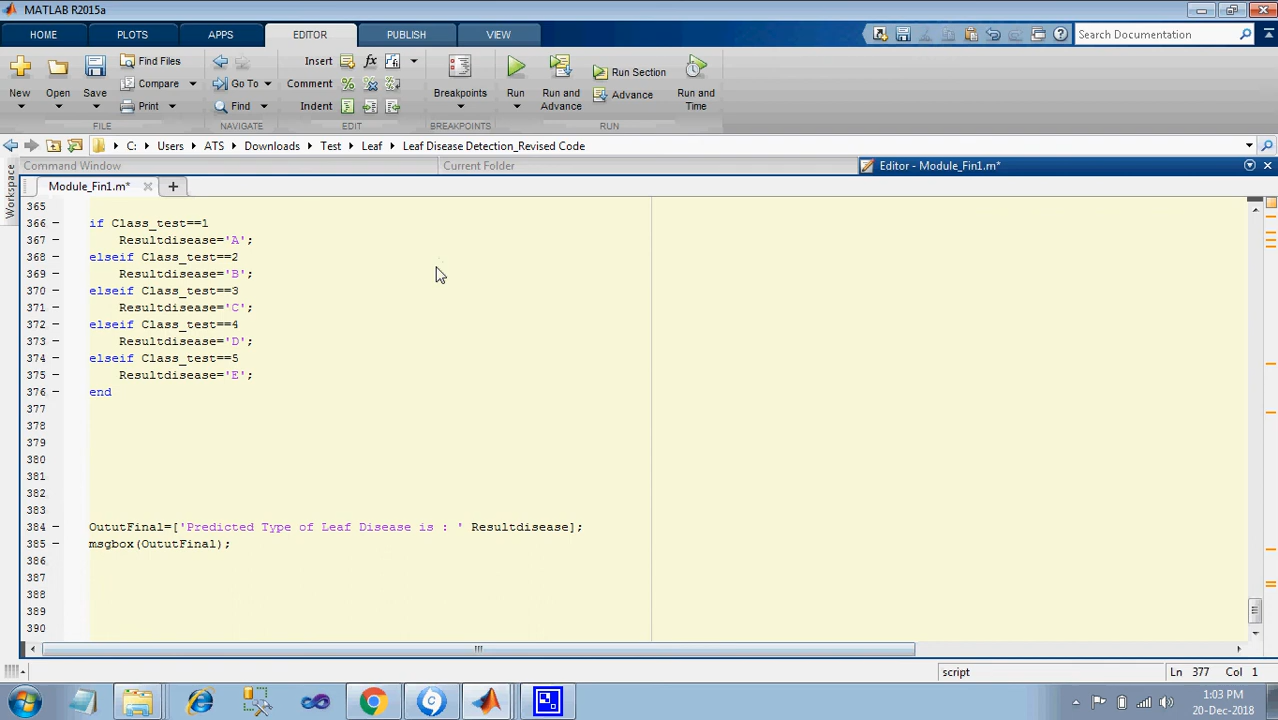 MATLAB R2015a
HOME PLOTS APPS EDITOR PUBLISH VIEW Search Documentation
New Open Save Find Files Compare Print Go To Find Insert fx Comment Indent Breakpoints Run Run and Advance Run Section Advance Run and Time
FILE NAVIGATE EDIT BREAKPOINTS RUN
C: Users ATS Downloads Test Leaf Leaf Disease Detection_Revised Code
Workspace
Command Window Current Folder Editor - Module_Fin1.m*
Module_Fin1.m*
365
366 if Class_test==1
367 Resultdisease='A';
368 elseif Class_test==2
369 Resultdisease='B';
370 elseif Class_test==3
371 Resultdisease='C';
372 elseif Class_test==4
373 Resultdisease='D';
374 elseif Class_test==5
375 Resultdisease='E';
376 end
377
378
379
380
381
382
383
384 OututFinal=['Predicted Type of Leaf Disease is : ' Resultdisease];
385 msgbox(OututFinal);
386
387
388
389
390
script Ln 377 Col 1
1:03 PM
20-Dec-2018